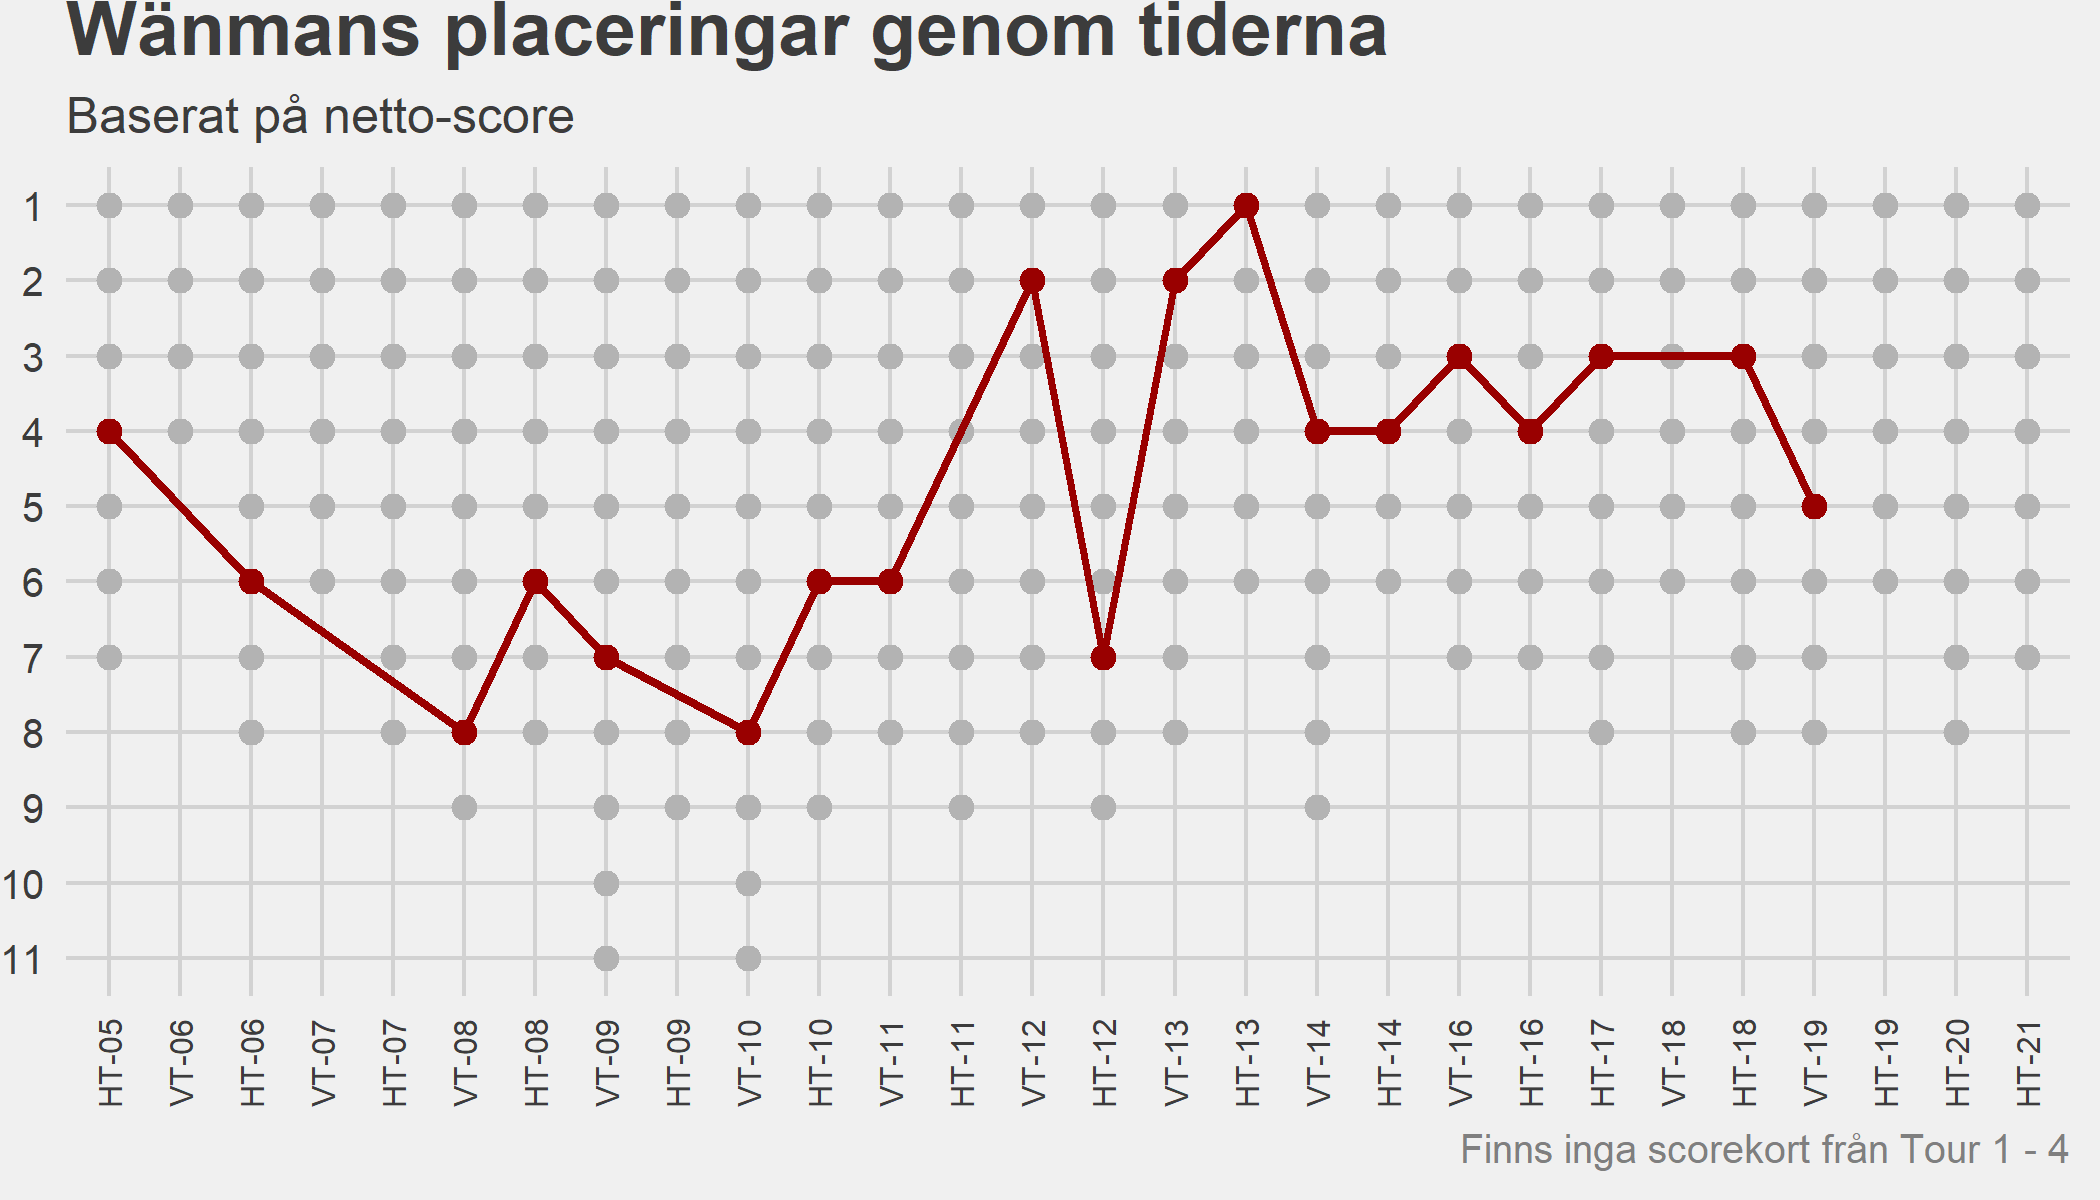 Wänmans placeringar genom tiderna
Baserat på netto-score
1
2
3
4
5
6
7
8
9
10
11
HT-05
VT-06
HT-06
VT-07
HT-07
VT-08
HT-08
VT-09
HT-09
VT-10
HT-10
VT-11
HT-11
VT-12
HT-12
VT-13
HT-13
VT-14
HT-14
VT-16
HT-16
HT-17
VT-18
HT-18
VT-19
HT-19
HT-20
HT-21
Finns inga scorekort från Tour 1 - 4